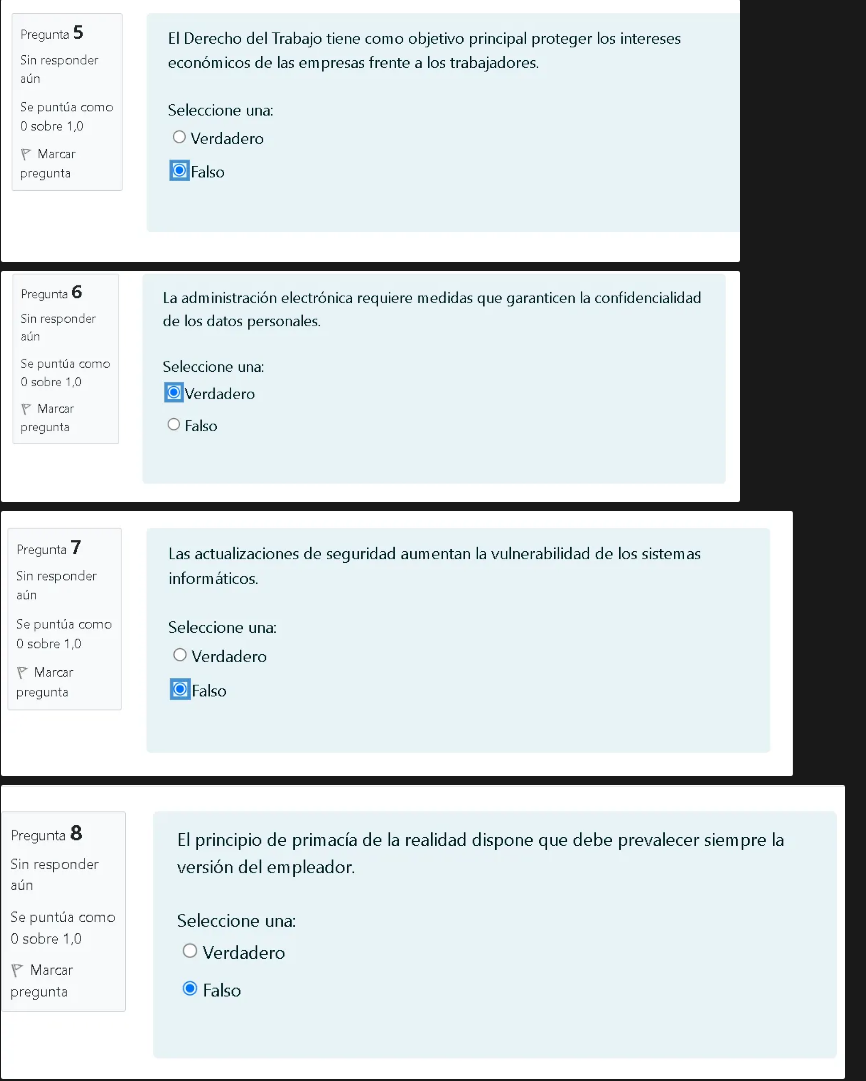 Pregunta 5
Sin responder
aún
Se puntúa como
0 sobre 1,0
Marcar
pregunta
El Derecho del Trabajo tiene como objetivo principal proteger los intereses
económicos de las empresas frente a los trabajadores.
Seleccione una:
Verdadero
Falso
Pregunta 6
Sin responder
aún
Se puntúa como
0 sobre 1,0
Marcar
pregunta
La administración electrónica requiere medidas que garanticen la confidencialidad
de los datos personales.
Seleccione una:
Verdadero
Falso
Pregunta 7
Sin responder
aún
Se puntúa como
0 sobre 1,0
Marcar
pregunta
Las actualizaciones de seguridad aumentan la vulnerabilidad de los sistemas
informáticos.
Seleccione una:
Verdadero
Falso
Pregunta 8
Sin responder
aún
Se puntúa como
0 sobre 1,0
Marcar
pregunta
El principio de primacía de la realidad dispone que debe prevalecer siempre la
versión del empleador.
Seleccione una:
Verdadero
Falso